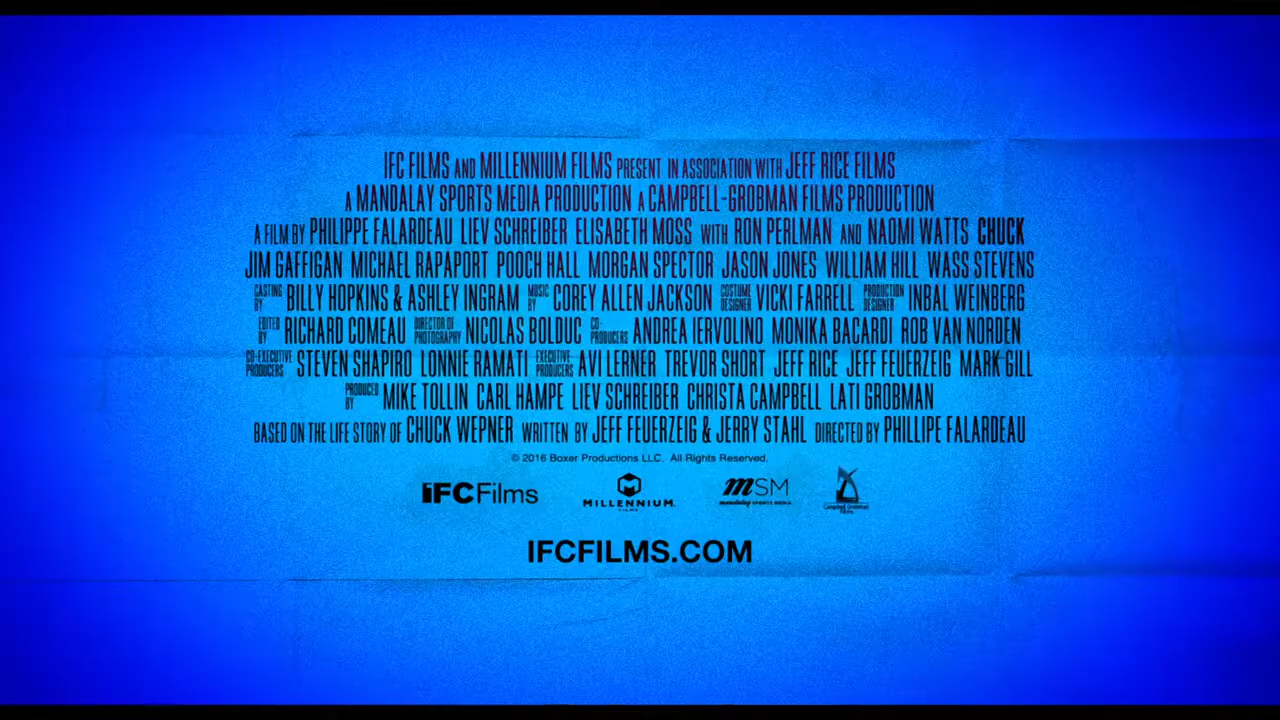 IFC FILMS AND MILLENNIUM FILMS PRESENT IN ASSOCIATION WITH JEFF RICE FILMS
A MANDALAY SPORTS MEDIA PRODUCTION A CAMPBELL-GROBMAN FILMS PRODUCTION
A FILM BY PHILIPPE FALARDEAU LIEV SCHREIBER ELISABETH MOSS WITH RON PERLMAN AND NAOMI WATTS CHUCK
JIM GAFFIGAN MICHAEL RAPAPORT POOCH HALL MORGAN SPECTOR JASON JONES WILLIAM HILL WASS STEVENS
CASTING BY BILLY HOPKINS & ASHLEY INGRAM MUSIC BY COREY ALLEN JACKSON COSTUME DESIGNER VICKI FARRELL PRODUCTION DESIGNER INBAL WEINBERG
EDITED BY RICHARD COMEAU DIRECTOR OF PHOTOGRAPHY NICOLAS BOLDUC CO-PRODUCERS ANDREA IERVOLINO MONIKA BACARDI ROB VAN NORDEN
CO-EXECUTIVE PRODUCERS STEVEN SHAPIRO LONNIE RAMATI EXECUTIVE PRODUCERS AVI LERNER TREVOR SHORT JEFF RICE JEFF FEUERZEIG MARK GILL
PRODUCED BY MIKE TOLLIN CARL HAMPE LIEV SCHREIBER CHRISTA CAMPBELL LATI GROBMAN
BASED ON THE LIFE STORY OF CHUCK WEPNER WRITTEN BY JEFF FEUERZEIG & JERRY STAHL DIRECTED BY PHILLIPE FALARDEAU
© 2016 Boxer Productions LLC. All Rights Reserved.
IFC Films MILLENNIUM FILMS mSM mandalay SPORTS MEDIA Campbell Grobman Films
IFCFILMS.COM